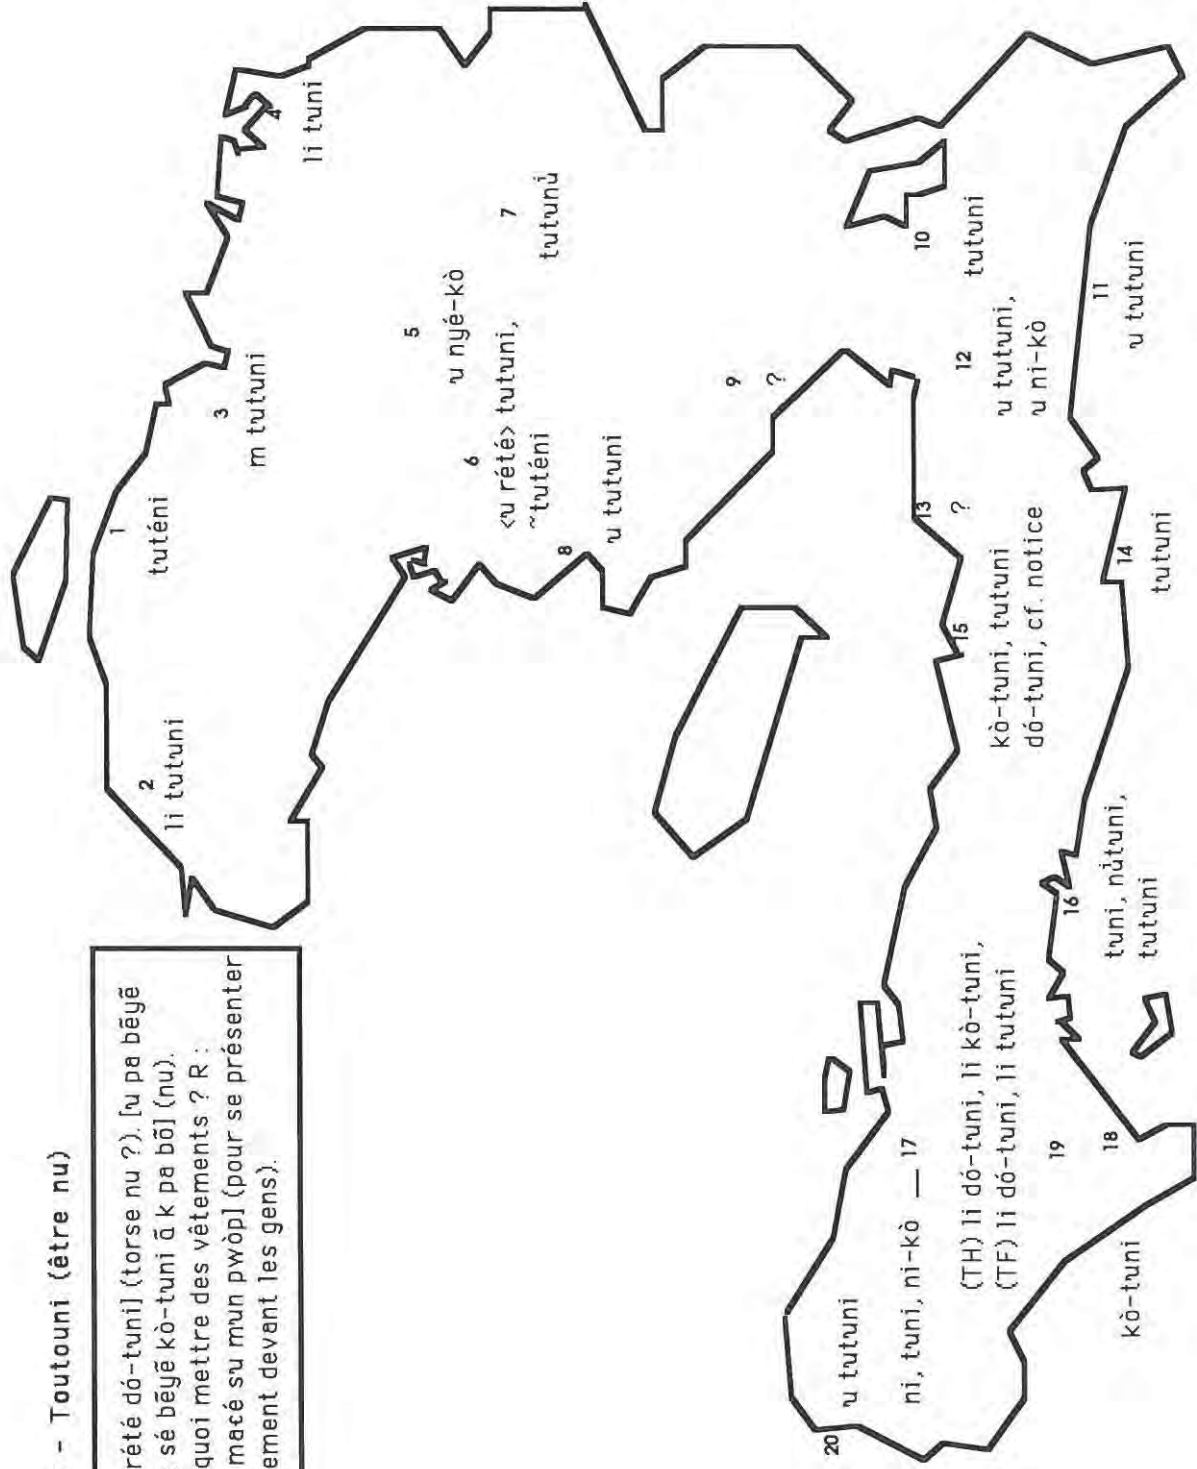 - Toutouni (être nu)
rété dó-tuni] (torse nu ?). [u pa bẽyẽ
sé bẽyẽ kò-tuni ã k pa bõ] (nu).
quoi mettre des vêtements ? R :
maté su mun pwòp] (pour se présenter
ement devant les gens).
1
tuténi
2
li tutuni
3
m tutuni
4
li tuni
5
u nyé-kò
6
<u rété> tutuni,
~tuténi
7
tutunù
8
u tutuni
9
?
10
tutuni
11
u tutuni
12
u tutuni,
u ni-kò
13
?
14
tutuni
15
kò-tuni, tutuni
dó-tuni, cf. notice
16
tuni, nùtuni,
tutuni
17
ni, tuni, ni-kò
18
kò-tuni
19
(TH) li dó-tuni, li kò-tuni,
(TF) li dó-tuni, li tutuni
20
u tutuni